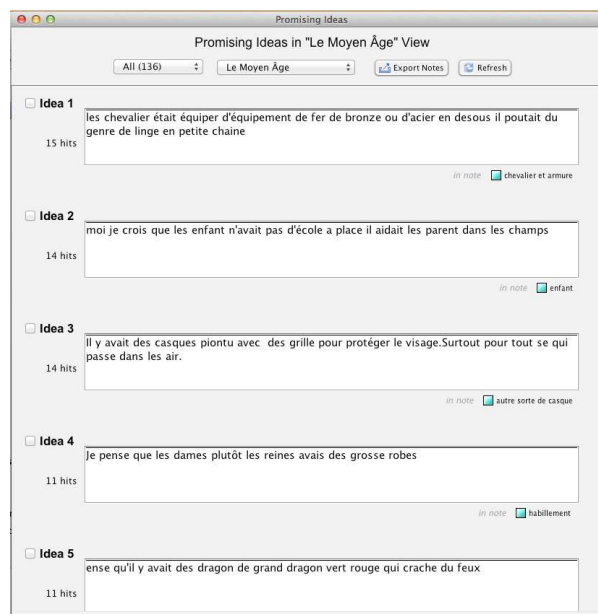 Promising Ideas
Promising Ideas in "Le Moyen Âge" View
All (136) Le Moyen Âge Export Notes Refresh
Idea 1
les chevalier était équiper d'équipement de fer de bronze ou d'acier en desous il poutait du
genre de linge en petite chaine
15 hits
in note chevalier et armure
Idea 2
moi je crois que les enfant n'avait pas d'école a place il aidait les parent dans les champs
14 hits
in note enfant
Idea 3
Il y avait des casques piontu avec des grille pour protéger le visage.Surtout pour tout se qui
passe dans les air.
14 hits
in note autre sorte de casque
Idea 4
Je pense que les dames plutôt les reines avais des grosse robes
11 hits
in note habillement
Idea 5
ense qu'il y avait des dragon de grand dragon vert rouge qui crache du feux
11 hits